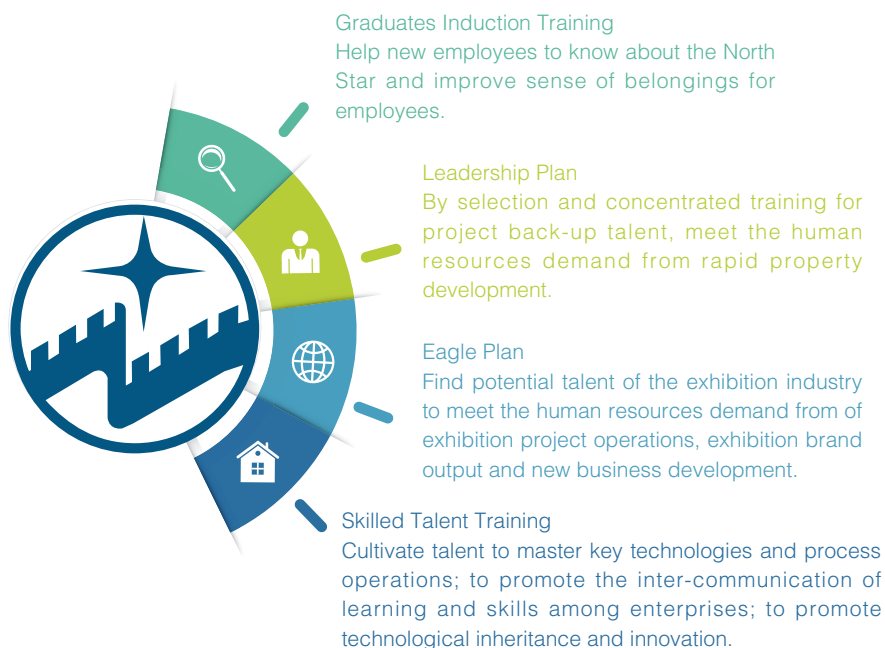 Graduates Induction Training
Help new employees to know about the North
Star and improve sense of belongings for
employees.
Leadership Plan
By selection and concentrated training for
project back-up talent, meet the human
resources demand from rapid property
development.
Eagle Plan
Find potential talent of the exhibition industry
to meet the human resources demand from of
exhibition project operations, exhibition brand
output and new business development.
Skilled Talent Training
Cultivate talent to master key technologies and process
operations; to promote the inter-communication of
learning and skills among enterprises; to promote
technological inheritance and innovation.